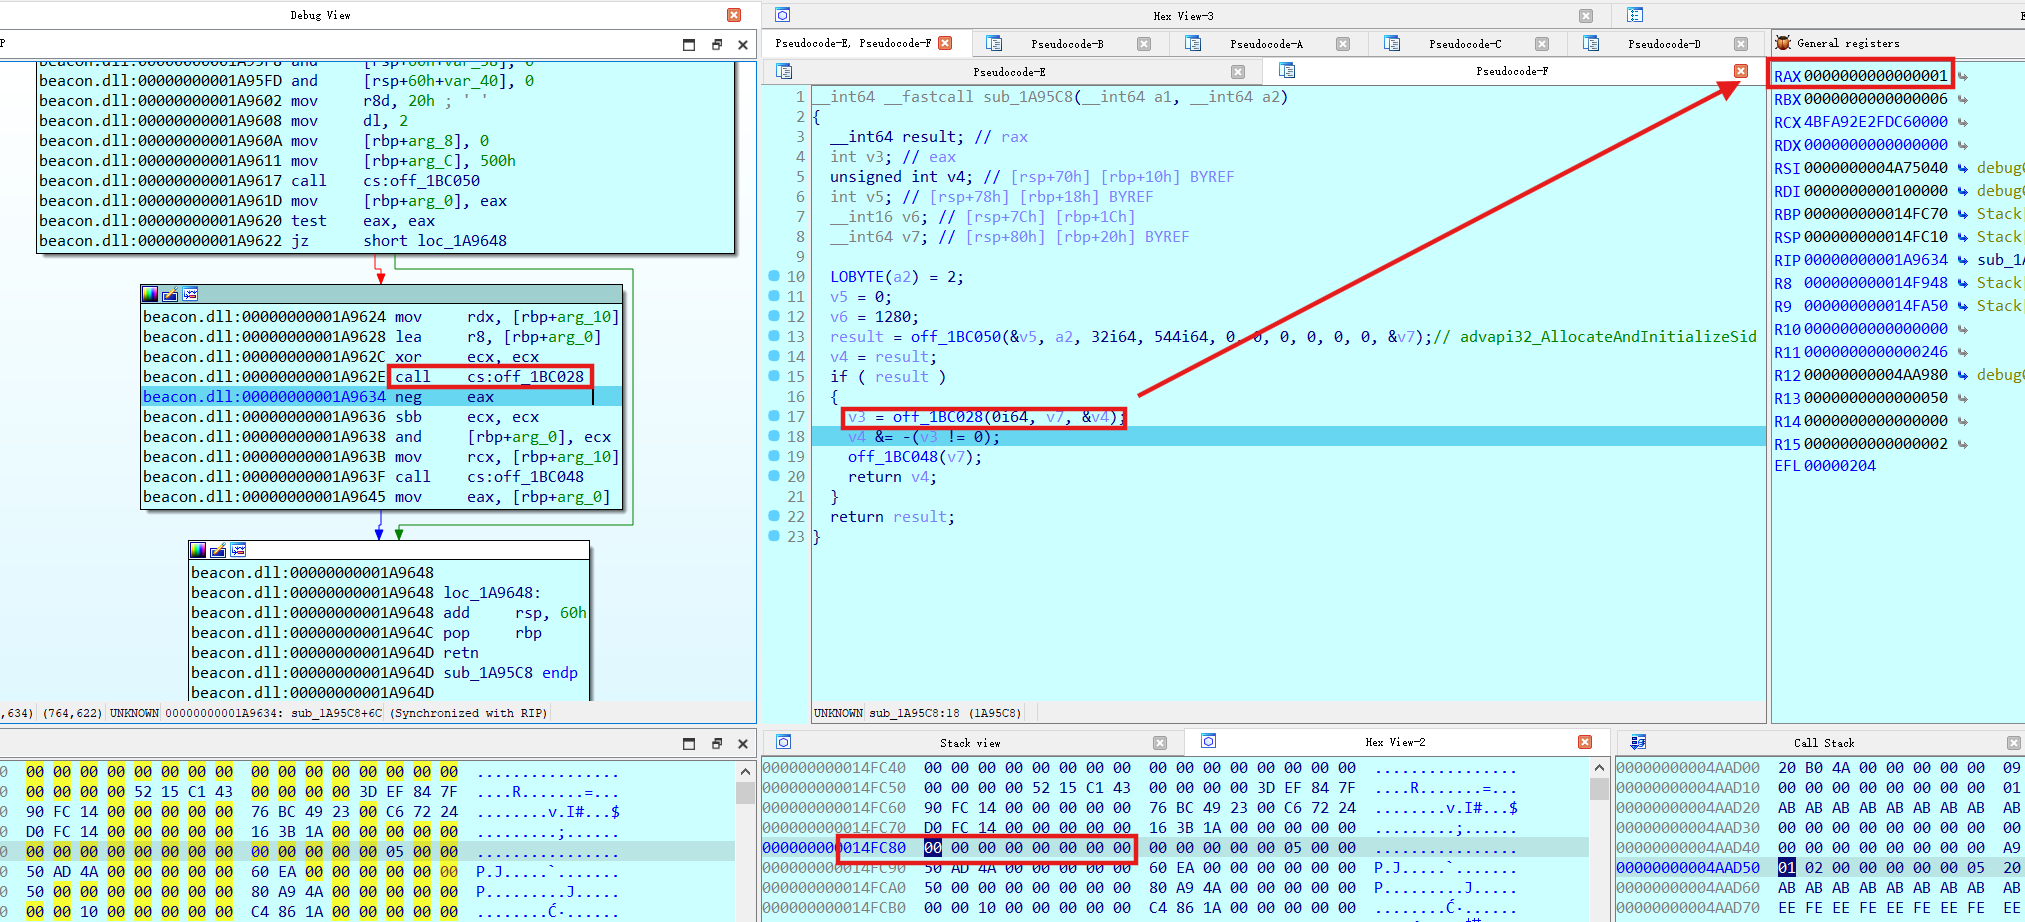 Debug View
Hex View-3
P
Pseudocode-E, Pseudocode-F
Pseudocode-B
Pseudocode-A
Pseudocode-C
Pseudocode-D
General registers
Pseudocode-E
Pseudocode-F
beacon.dll:00000000001A95FD and [rsp+60h+var_40], 0
beacon.dll:00000000001A9602 mov r8d, 20h ; ' '
beacon.dll:00000000001A9608 mov dl, 2
beacon.dll:00000000001A960A mov [rbp+arg_8], 0
beacon.dll:00000000001A9611 mov [rbp+arg_C], 500h
beacon.dll:00000000001A9617 call cs:off_1BC050
beacon.dll:00000000001A961D mov [rbp+arg_0], eax
beacon.dll:00000000001A9620 test eax, eax
beacon.dll:00000000001A9622 jz short loc_1A9648
beacon.dll:00000000001A9624 mov rdx, [rbp+arg_10]
beacon.dll:00000000001A9628 lea r8, [rbp+arg_0]
beacon.dll:00000000001A962C xor ecx, ecx
beacon.dll:00000000001A962E call cs:off_1BC028
beacon.dll:00000000001A9634 neg eax
beacon.dll:00000000001A9636 sbb ecx, ecx
beacon.dll:00000000001A9638 and [rbp+arg_0], ecx
beacon.dll:00000000001A963B mov rcx, [rbp+arg_10]
beacon.dll:00000000001A963F call cs:off_1BC048
beacon.dll:00000000001A9645 mov eax, [rbp+arg_0]
beacon.dll:00000000001A9648
beacon.dll:00000000001A9648 loc_1A9648:
beacon.dll:00000000001A9648 add rsp, 60h
beacon.dll:00000000001A964C pop rbp
beacon.dll:00000000001A964D retn
beacon.dll:00000000001A964D sub_1A95C8 endp
beacon.dll:00000000001A964D
,634) (764,622) UNKNOWN 00000000001A9634: sub_1A95C8+6C (Synchronized with RIP)
1 __int64 __fastcall sub_1A95C8(__int64 a1, __int64 a2)
2 {
3 __int64 result; // rax
4 int v3; // eax
5 unsigned int v4; // [rsp+70h] [rbp+10h] BYREF
6 int v5; // [rsp+78h] [rbp+18h] BYREF
7 __int16 v6; // [rsp+7Ch] [rbp+1Ch]
8 __int64 v7; // [rsp+80h] [rbp+20h] BYREF
9
10 LOBYTE(a2) = 2;
11 v5 = 0;
12 v6 = 1280;
13 result = off_1BC050(&v5, a2, 32i64, 544i64, 0, 0, 0, 0, 0, 0, &v7);// advapi32_AllocateAndInitializeSid
14 v4 = result;
15 if ( result )
16 {
17 v3 = off_1BC028(0i64, v7, &v4);
18 v4 &= -(v3 != 0);
19 off_1BC048(v7);
20 return v4;
21 }
22 return result;
23 }
UNKNOWN sub_1A95C8:18 (1A95C8)
RAX 0000000000000001
RBX 0000000000000006
RCX 4BFA92E2FDC60000
RDX 0000000000000000
RSI 0000000004A75040 debug
RDI 0000000000100000 debug
RBP 000000000014FC70 Stack
RSP 000000000014FC10 Stack
RIP 00000000001A9634 sub_1
R8 000000000014F948 Stack
R9 000000000014FA50 Stack
R10 0000000000000000
R11 0000000000000246
R12 0000000004AA980 debug
R13 0000000000000050
R14 0000000000000000
R15 0000000000000002
EFL 00000204
Stack view
Hex View-2
Call Stack
0 00 00 00 00 00 00 00 00 00 00 00 00 00 00 00 00 ................
0 00 00 00 00 52 15 C1 43 00 00 00 00 3D EF 84 7F ....R.......=...
0 90 FC 14 00 00 00 00 00 76 BC 49 23 00 C6 72 24 ........v.I#...$
0 D0 FC 14 00 00 00 00 00 16 3B 1A 00 00 00 00 00 .........;......
0 00 00 00 00 00 00 00 00 00 00 00 00 00 05 00 00 ................
0 50 AD 4A 00 00 00 00 00 60 EA 00 00 00 00 00 00 P.J.....`.......
0 50 00 00 00 00 00 00 00 80 A9 4A 00 00 00 00 00 P.........J.....
0 00 00 10 00 00 00 00 00 C4 86 1A 00 00 00 00 00 ........Ć.......
000000000014FC40 00 00 00 00 00 00 00 00 00 00 00 00 00 00 00 00 ................
000000000014FC50 00 00 00 00 52 15 C1 43 00 00 00 00 3D EF 84 7F ....R.......=...
000000000014FC60 90 FC 14 00 00 00 00 00 76 BC 49 23 00 C6 72 24 ........v.I#...$
000000000014FC70 D0 FC 14 00 00 00 00 00 16 3B 1A 00 00 00 00 00 .........;......
000000000014FC80 00 00 00 00 00 00 00 00 00 00 00 00 00 05 00 00 ................
000000000014FC90 50 AD 4A 00 00 00 00 00 60 EA 00 00 00 00 00 00 P.J.....`.......
000000000014FCA0 50 00 00 00 00 00 00 00 80 A9 4A 00 00 00 00 00 P.........J.....
000000000014FCB0 00 00 10 00 00 00 00 00 C4 86 1A 00 00 00 00 00 ........Ć.......
00000000004AAD00 20 B0 4A 00 00 00 00 00 09
00000000004AAD10 00 00 00 00 00 00 00 00 01
00000000004AAD20 AB AB AB AB AB AB AB AB AB
00000000004AAD30 00 00 00 00 00 00 00 00 00
00000000004AAD40 00 00 00 00 00 00 00 00 A9
00000000004AAD50 01 02 00 00 00 00 00 05 20
00000000004AAD60 AB AB AB AB AB AB AB AB AB
00000000004AAD70 EE FE EE FE EE FE EE FE EE